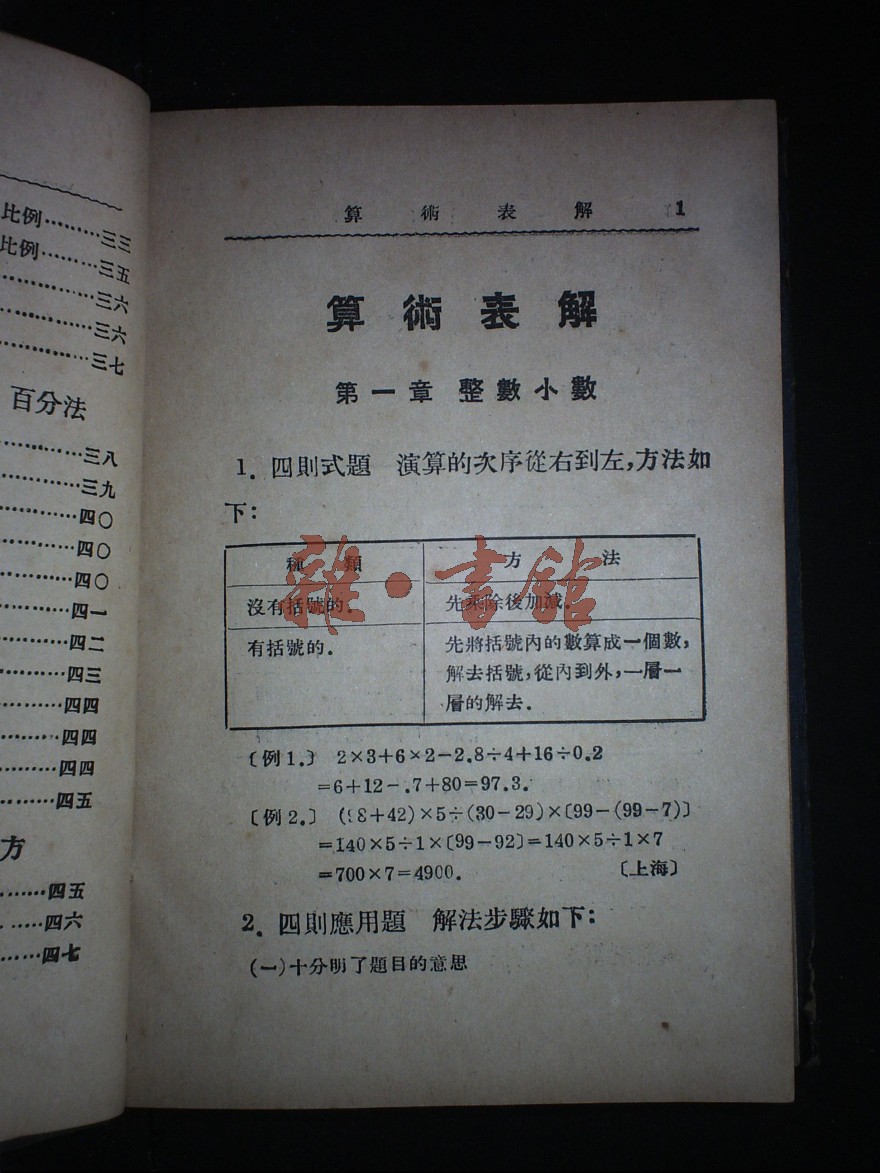 比例………三三
比例………三五
…………三六
…………三六
…………三七
百分法
…………三八
…………三九
…………四〇
…………四〇
…………四〇
…………四一
…………四二
…………四三
…………四四
…………四四
…………四四
…………四五
方
…………四五
…………四六
…………四七
算術表解 1
算術表解
第一章 整數小數
1. 四則式題 演算的次序從右到左,方法如
下:
種類 方法
沒有括號的. 先乘除後加減.
有括號的. 先將括號內的數算成一個數,
解去括號,從內到外,一層一
層的解去.
雜·書館
〔例1.〕 2×3+6×2−2.8÷4+16÷0.2
=6+12−.7+80=97.3.
〔例2.〕 (98+42)×5÷(30−29)×〔99−(99−7)〕
=140×5÷1×〔99−92〕=140×5÷1×7
=700×7=4900. 〔上海〕
2. 四則應用題 解法步驟如下:
(一)十分明了題目的意思